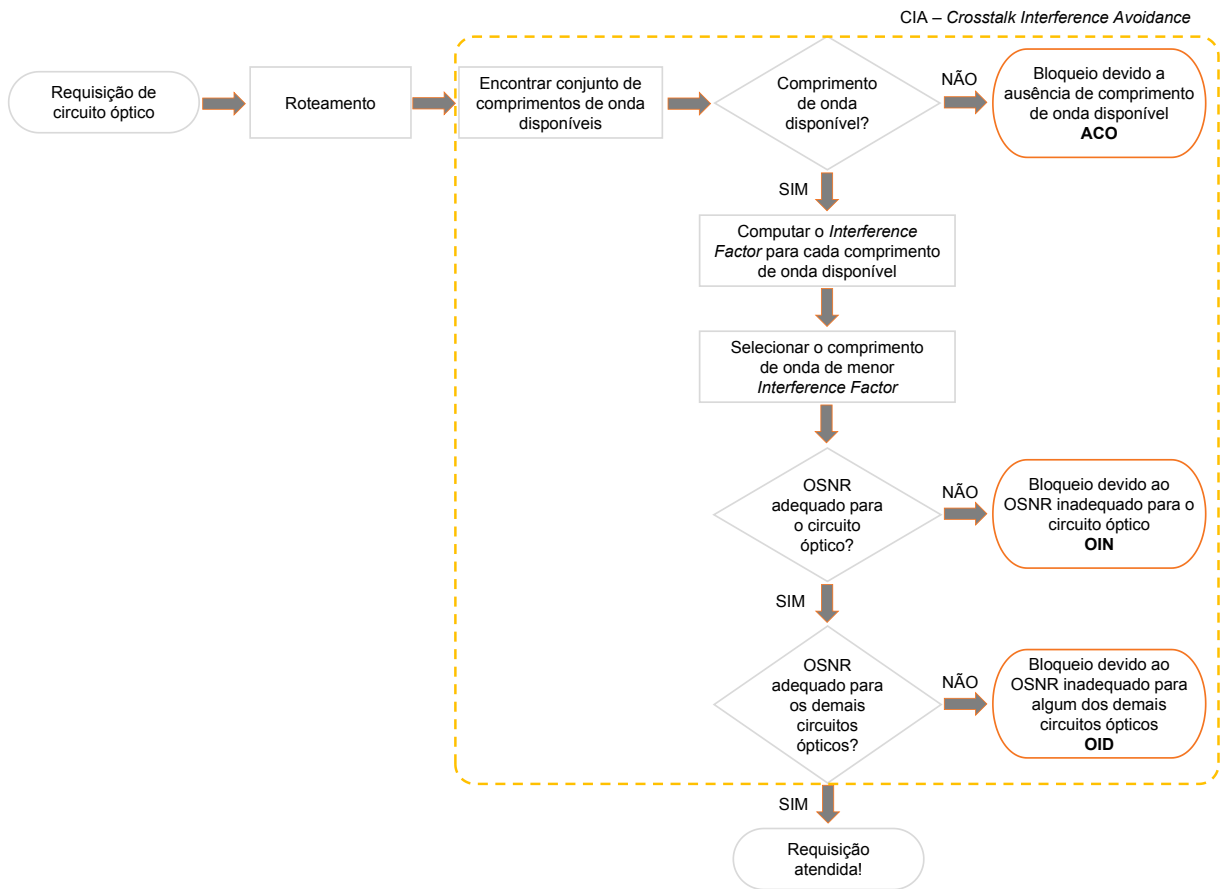 CIA – Crosstalk Interference Avoidance
Requisição de
circuito óptico
Roteamento
Encontrar conjunto de
comprimentos de onda
disponíveis
Comprimento
de onda
disponível?
NÃO
Bloqueio devido a
ausência de comprimento
de onda disponível
ACO
SIM
Computar o Interference
Factor para cada comprimento
de onda disponível
Selecionar o comprimento
de onda de menor
Interference Factor
OSNR
adequado para
o circuito
óptico?
NÃO
Bloqueio devido ao
OSNR inadequado para o
circuito óptico
OIN
SIM
OSNR
adequado para
os demais
circuitos
ópticos?
NÃO
Bloqueio devido ao
OSNR inadequado para
algum dos demais
circuitos ópticos
OID
SIM
Requisição
atendida!